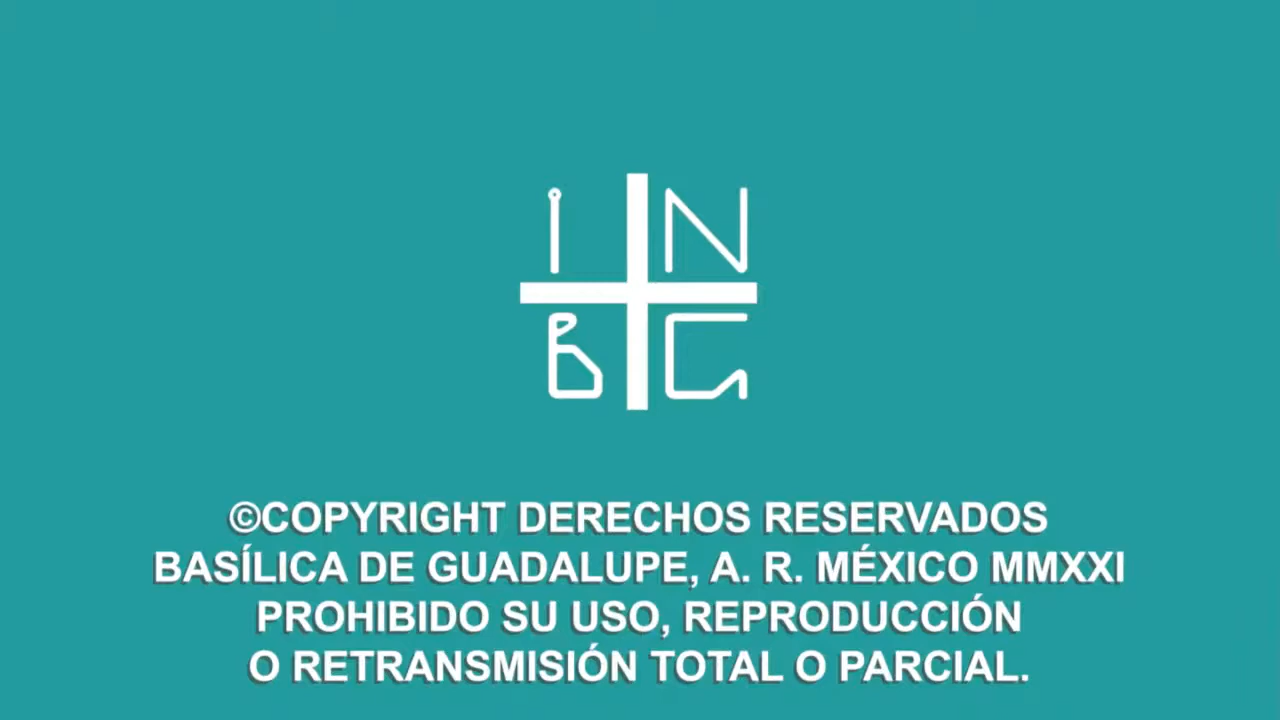 I N
B G
©COPYRIGHT DERECHOS RESERVADOS
BASÍLICA DE GUADALUPE, A. R. MÉXICO MMXXI
PROHIBIDO SU USO, REPRODUCCIÓN
O RETRANSMISIÓN TOTAL O PARCIAL.